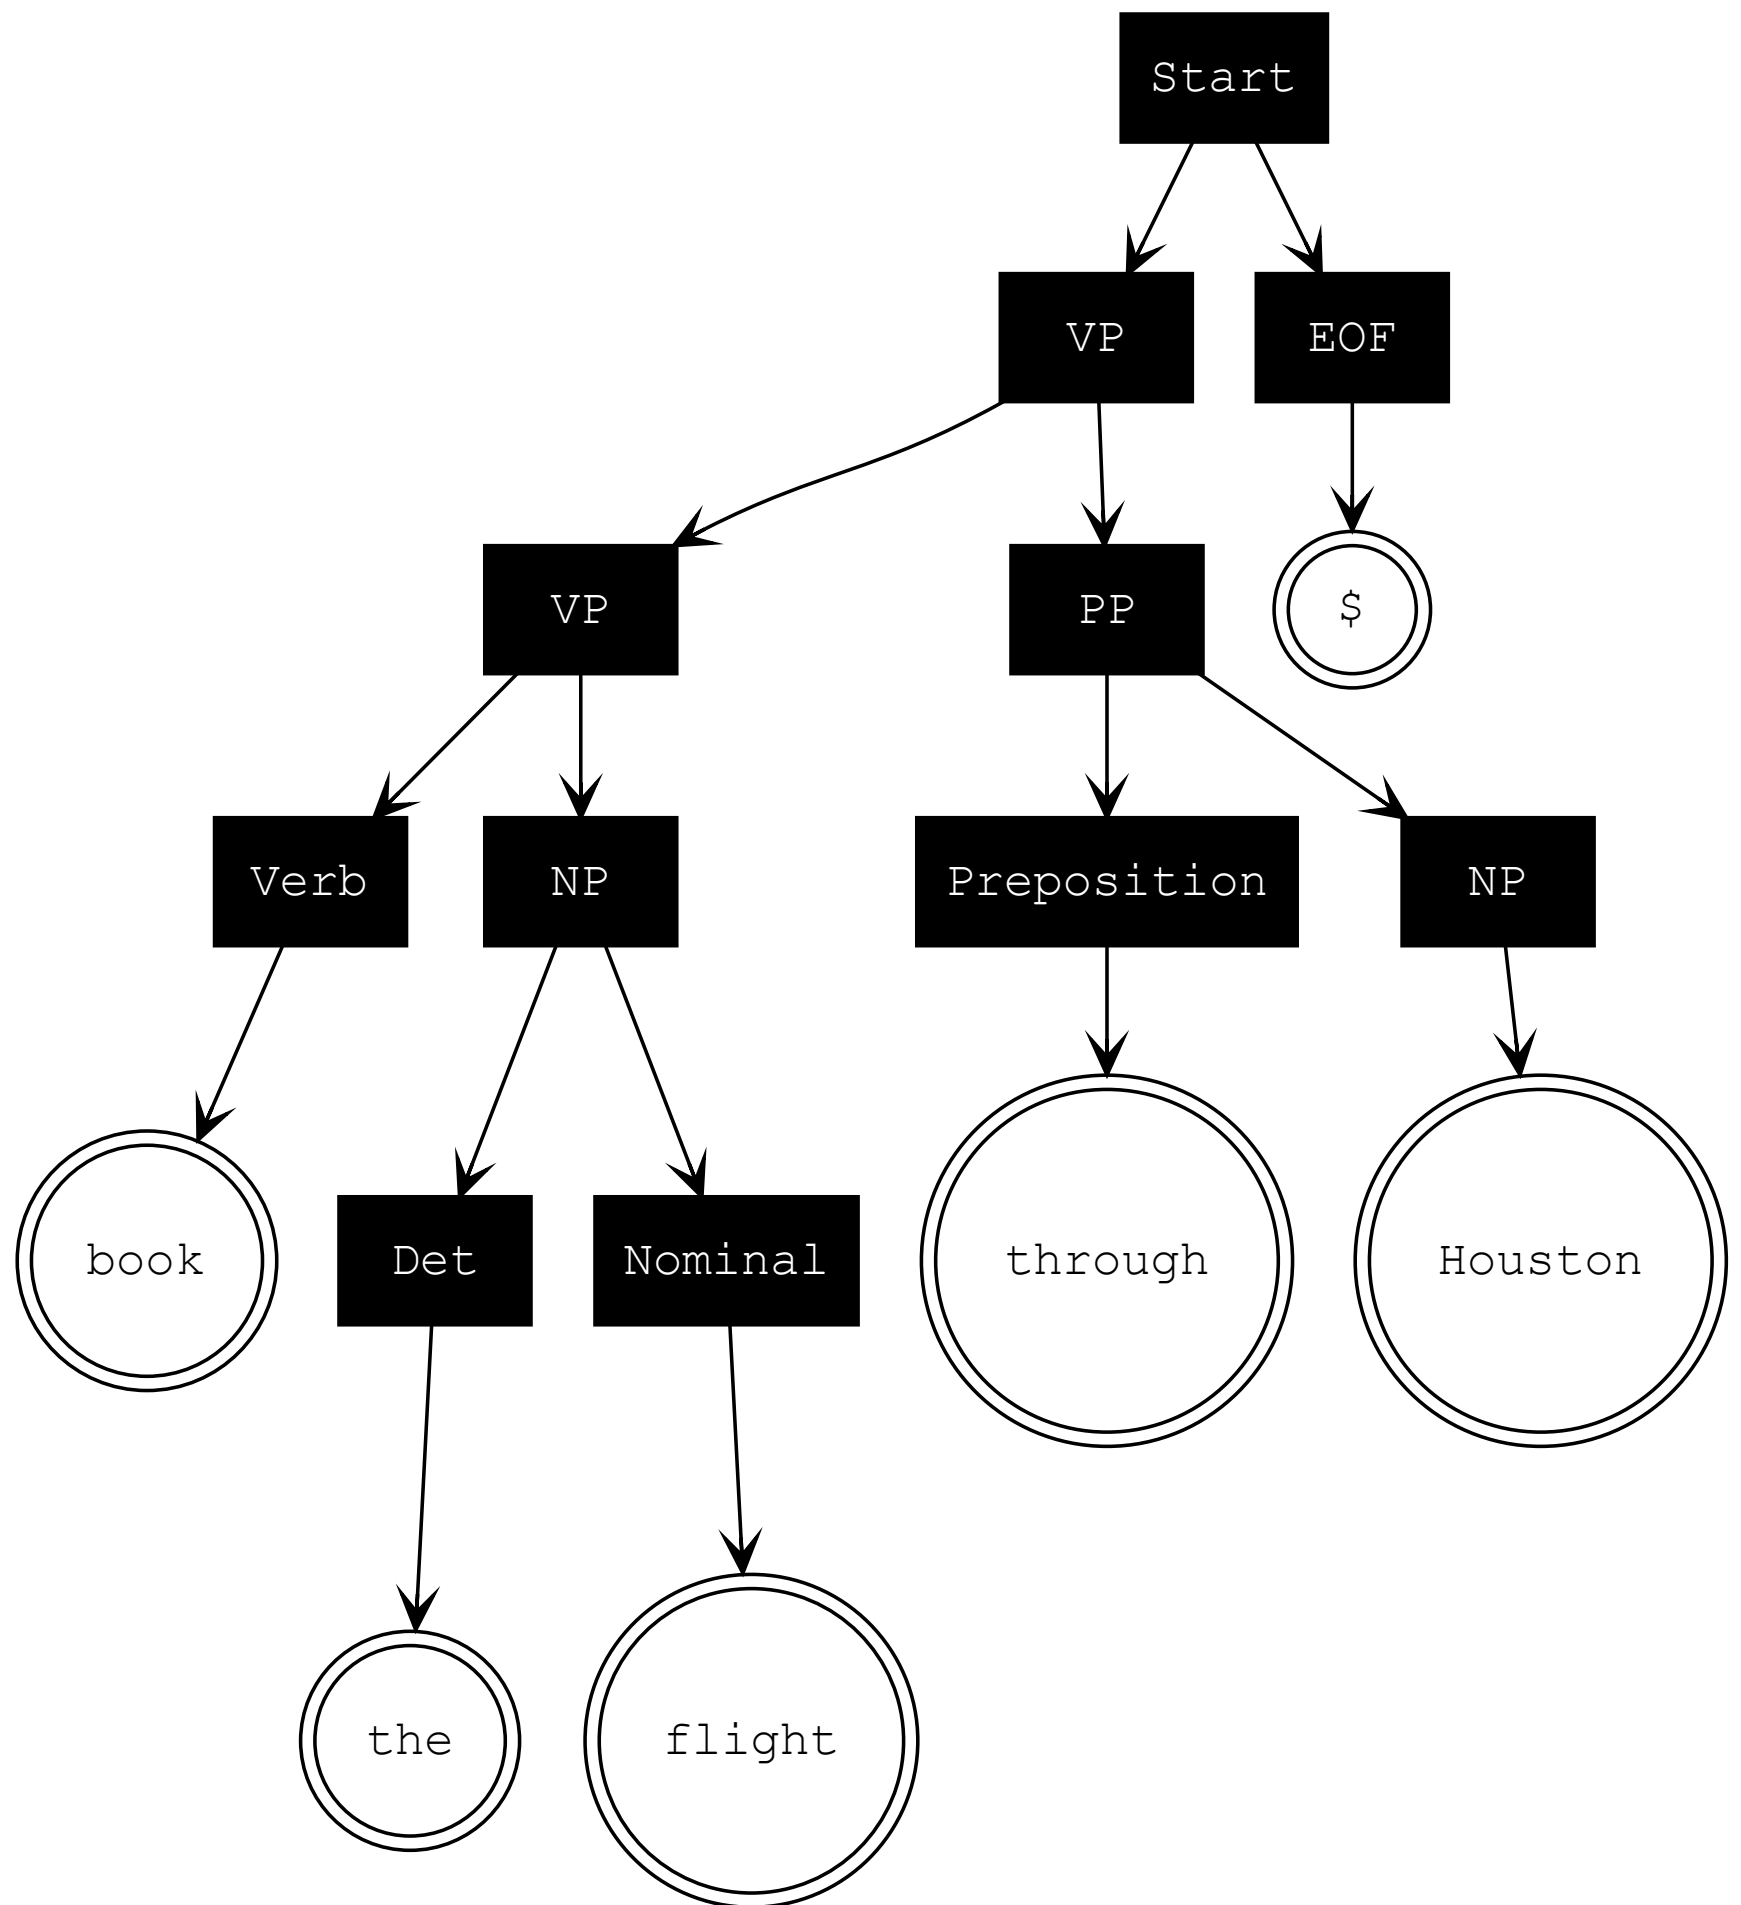 Start
VP EOF
VP PP $
Verb NP Preposition NP
book Det Nominal through Houston
the flight